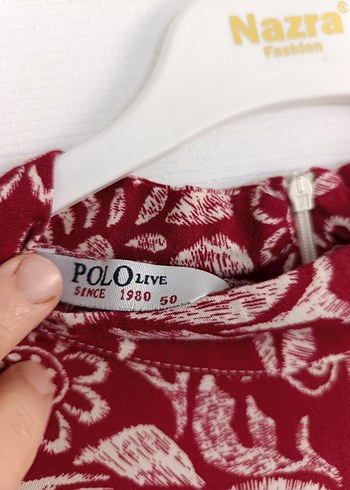 Nazra®
Fashion
POLO LIVE
SINCE 1980 50